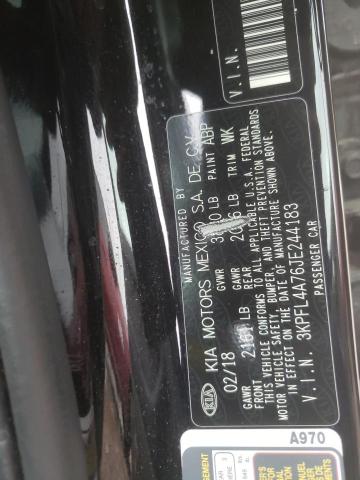 MANUFACTURED BY
KIA KIA MOTORS MEXICO S.A. DE C.V.
02/18 GVWR LB PAINT ABP
GAWR FRONT 2161 LB GAWR REAR LB TRIM WK
THIS VEHICLE CONFORMS TO ALL APPLICABLE U.S.A. FEDERAL
MOTOR VEHICLE SAFETY, BUMPER, AND THEFT PREVENTION STANDARDS
IN EFFECT ON THE DATE OF MANUFACTURE SHOWN ABOVE.
V.I.N. 3KPFL4A76JE244183
PASSENGER CAR
V.I.N.
A970